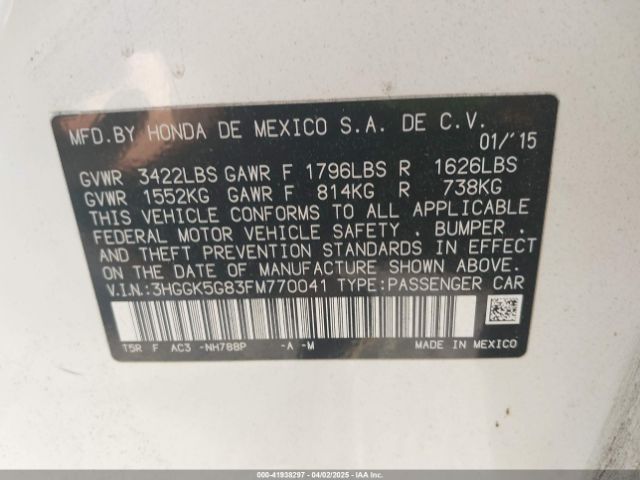 MFD.BY HONDA DE MEXICO S.A. DE C.V.
01/'15
GVWR 3422LBS GAWR F 1796LBS R 1626LBS
GVWR 1552KG GAWR F 814KG R 738KG
THIS VEHICLE CONFORMS TO ALL APPLICABLE
FEDERAL MOTOR VEHICLE SAFETY , BUMPER ,
AND THEFT PREVENTION STANDARDS IN EFFECT
ON THE DATE OF MANUFACTURE SHOWN ABOVE.
V.I.N.:3HGGK5G83FM770041 TYPE:PASSENGER CAR
T5R F AC3 -NH788P -A -M MADE IN MEXICO
000-41938297 - 04/02/2025 - IAAI.COM